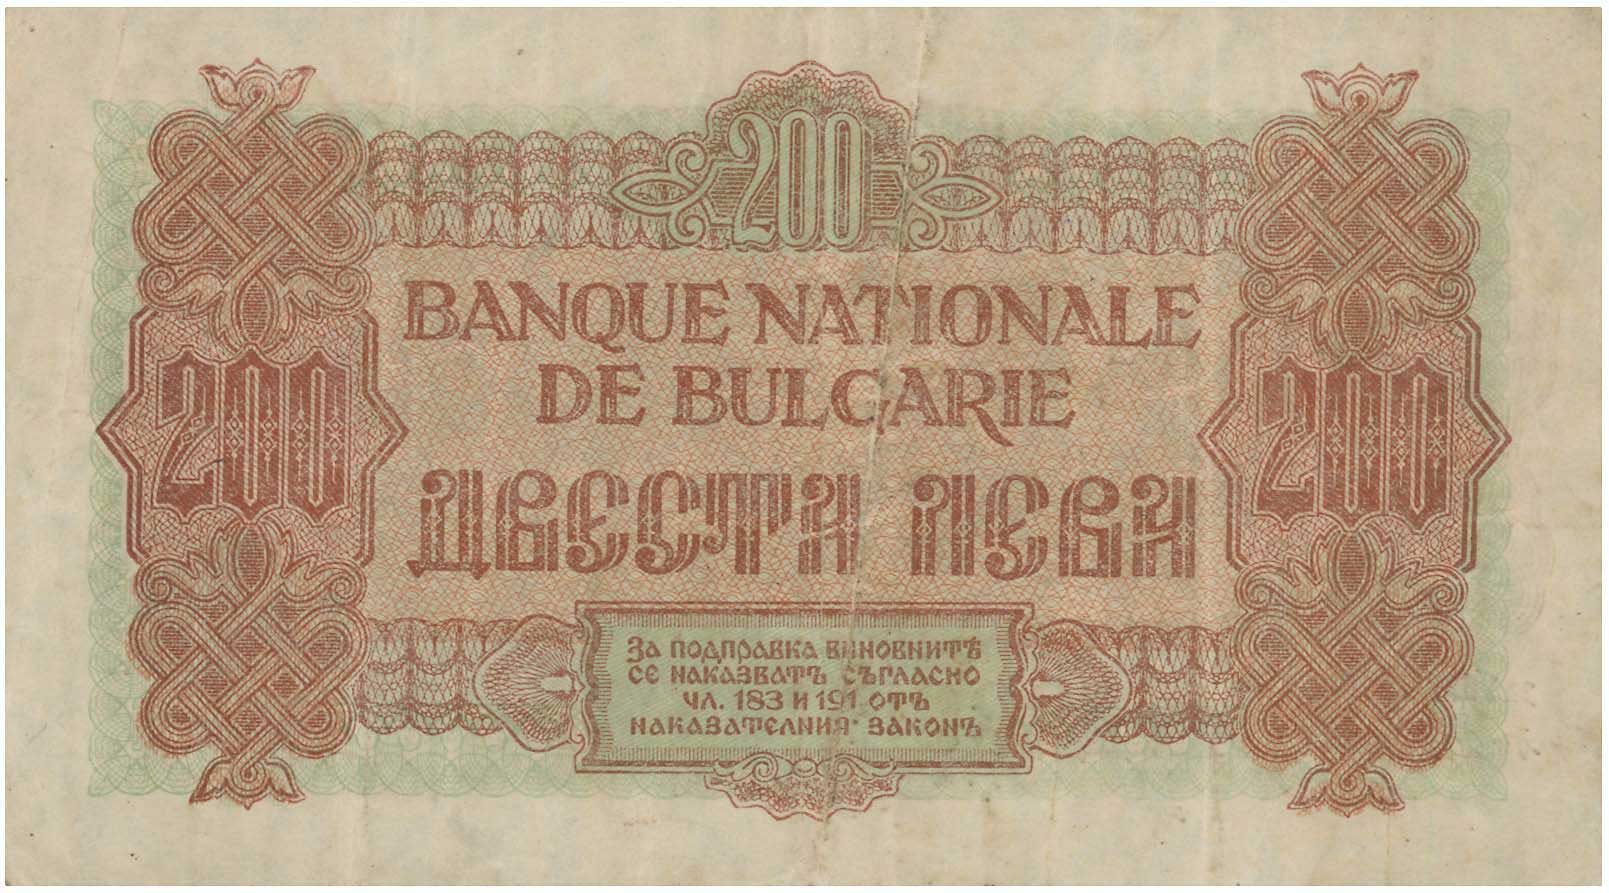 200
BANQUE NATIONALE
DE BULGARIE
200
200
ДВЕСТИ ЛЕВА
За подправка виновнитѣ
се наказватъ съгласно
чл. 183 и 191 отъ
наказателния законъ